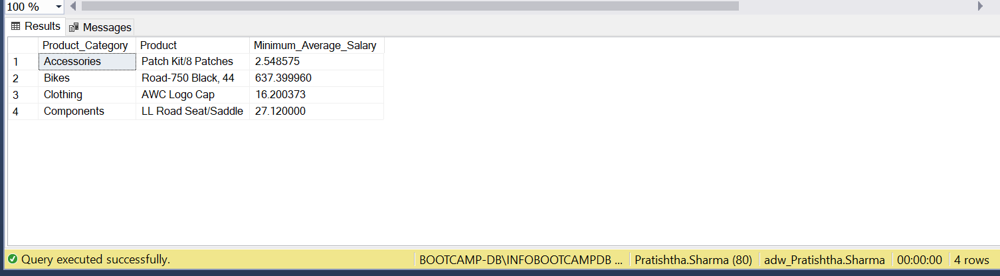 100 %
Results Messages
Product_Category Product Minimum_Average_Salary
1 Accessories Patch Kit/8 Patches 2.548575
2 Bikes Road-750 Black, 44 637.399960
3 Clothing AWC Logo Cap 16.200373
4 Components LL Road Seat/Saddle 27.120000
Query executed successfully. BOOTCAMP-DB\INFOBOOTCAMPDB ... Pratishtha.Sharma (80) adw_Pratishtha.Sharma 00:00:00 4 rows